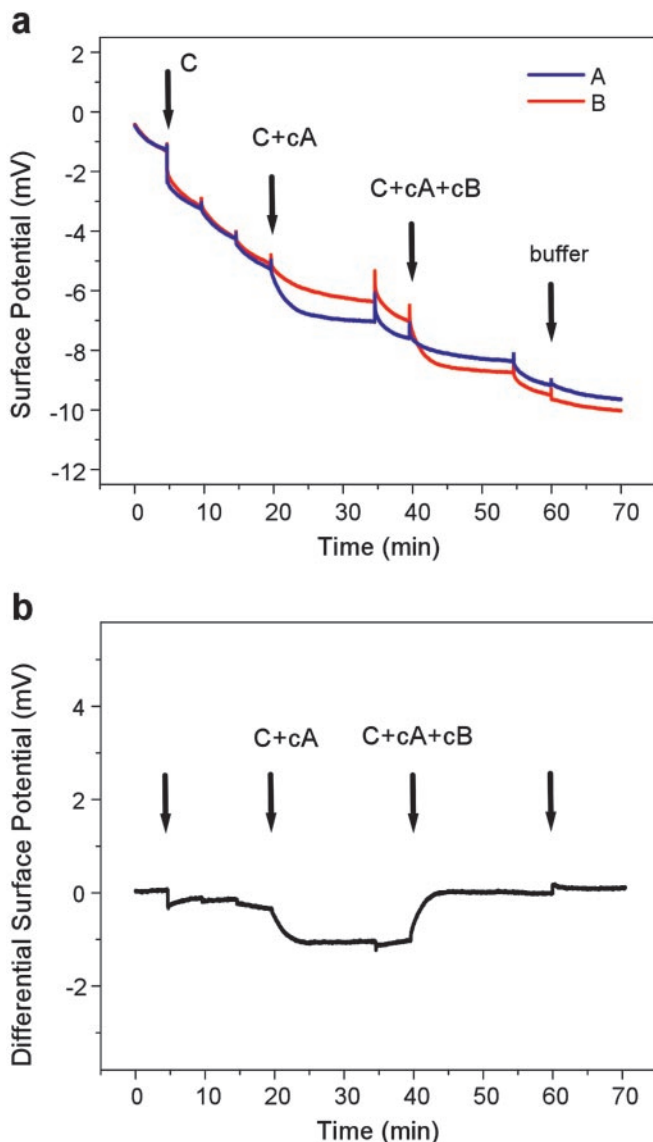 a
Surface Potential (mV)
2
0
-2
-4
-6
-8
-10
-12
C
C+cA
C+cA+cB
buffer
A
B
0 10 20 30 40 50 60 70
Time (min)
b
Differential Surface Potential (mV)
4
2
0
-2
C+cA C+cA+cB
0 10 20 30 40 50 60 70
Time (min)